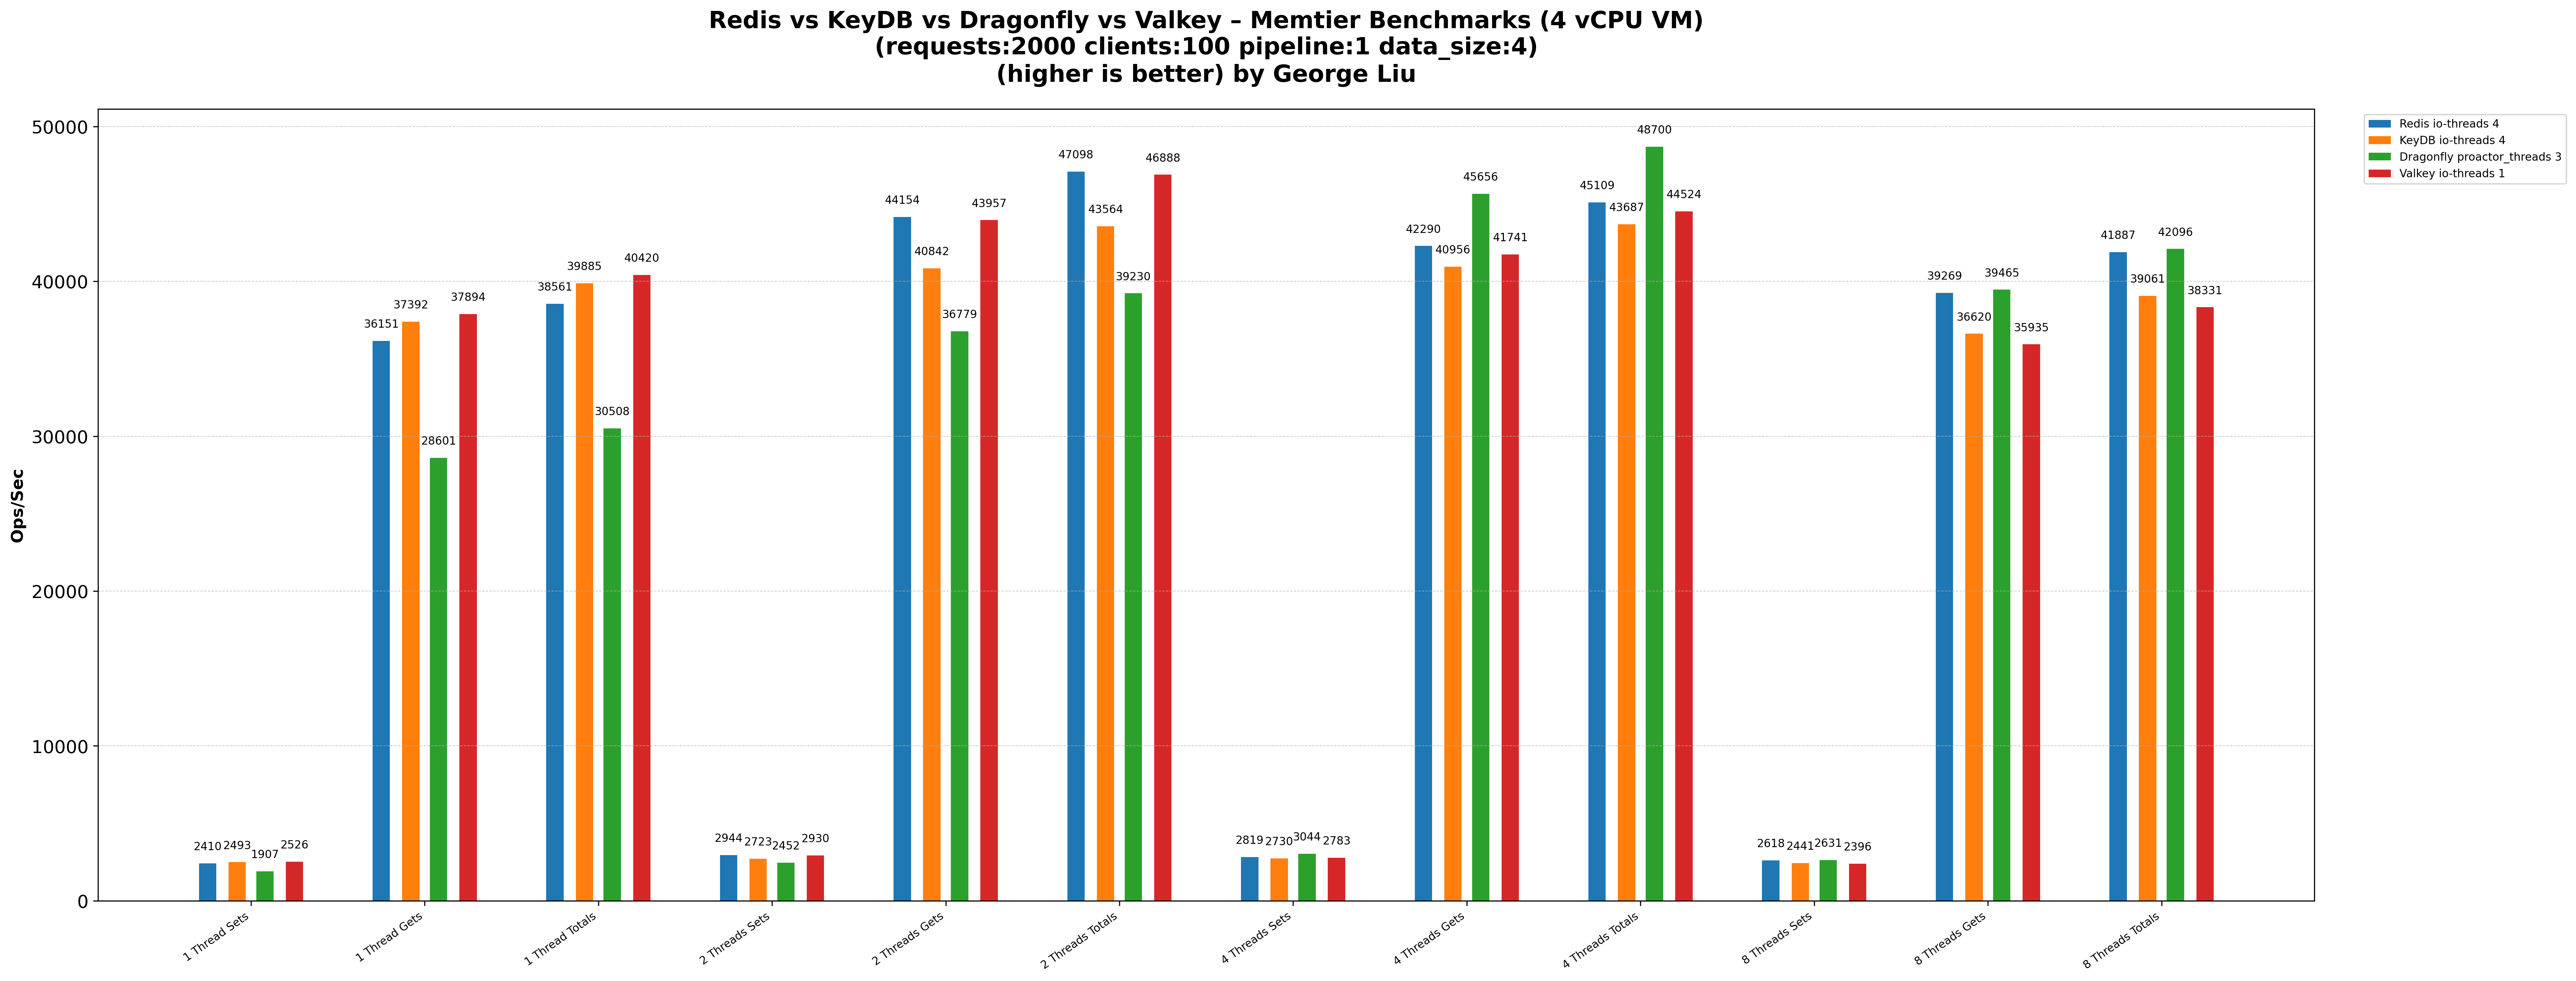 Redis vs KeyDB vs Dragonfly vs Valkey – Memtier Benchmarks (4 vCPU VM)
(requests:2000 clients:100 pipeline:1 data_size:4)
(higher is better) by George Liu
Redis io-threads 4
KeyDB io-threads 4
Dragonfly proactor_threads 3
Valkey io-threads 1
Ops/Sec
50000
40000
30000
20000
10000
0
2410 2493 1907 2526
36151 37392 28601 37894
38561 39885 30508 40420
2944 2723 2452 2930
44154 40842 36779 43957
47098 43564 39230 46888
2819 2730 3044 2783
42290 40956 45656 41741
45109 43687 48700 44524
2618 2441 2631 2396
39269 36620 39465 35935
41887 39061 42096 38331
1 Thread Sets
1 Thread Gets
1 Thread Totals
2 Threads Sets
2 Threads Gets
2 Threads Totals
4 Threads Sets
4 Threads Gets
4 Threads Totals
8 Threads Sets
8 Threads Gets
8 Threads Totals